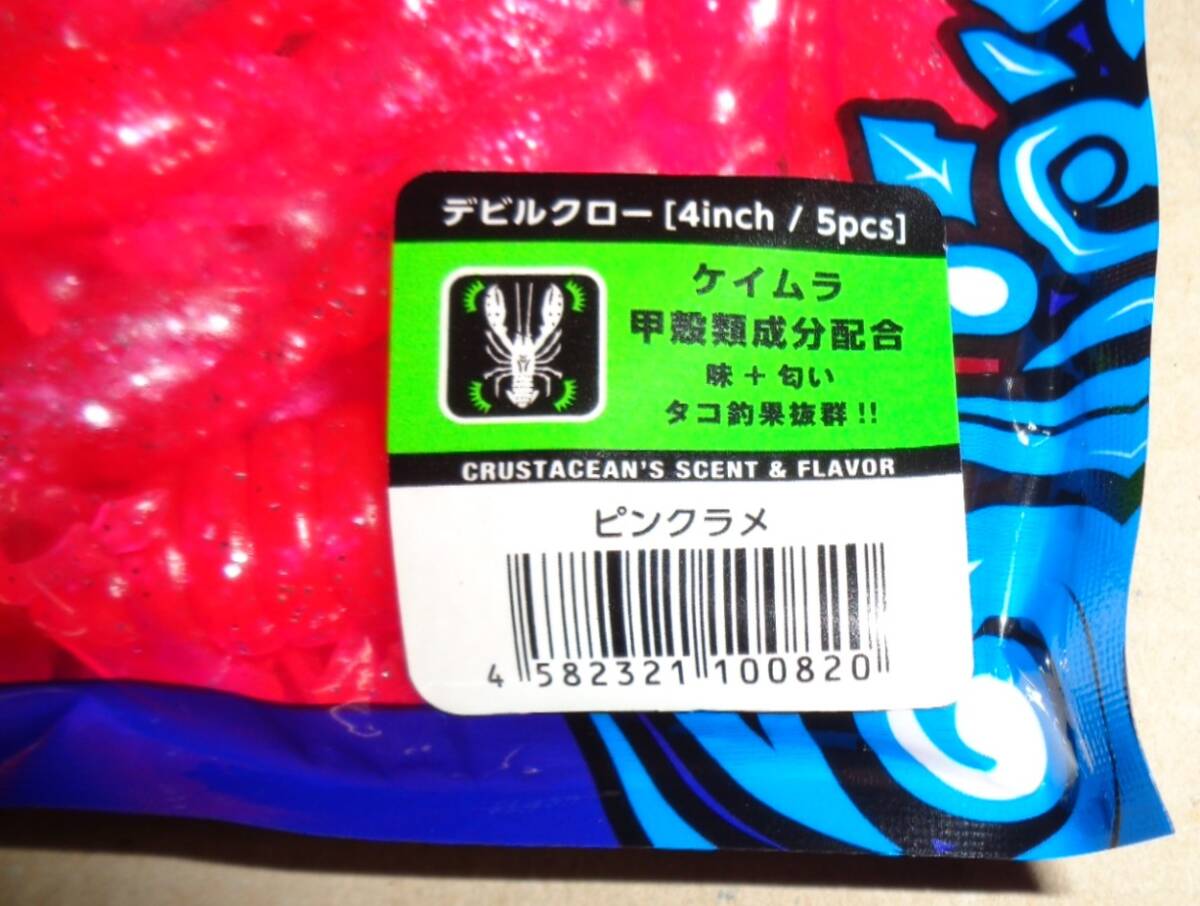 デビルクロー [4inch / 5pcs]
ケイムラ
甲殻類成分配合
味 + 匂い
タコ釣果抜群!!
CRUSTACEAN'S SCENT & FLAVOR
ピンクラメ
4 582321 100820